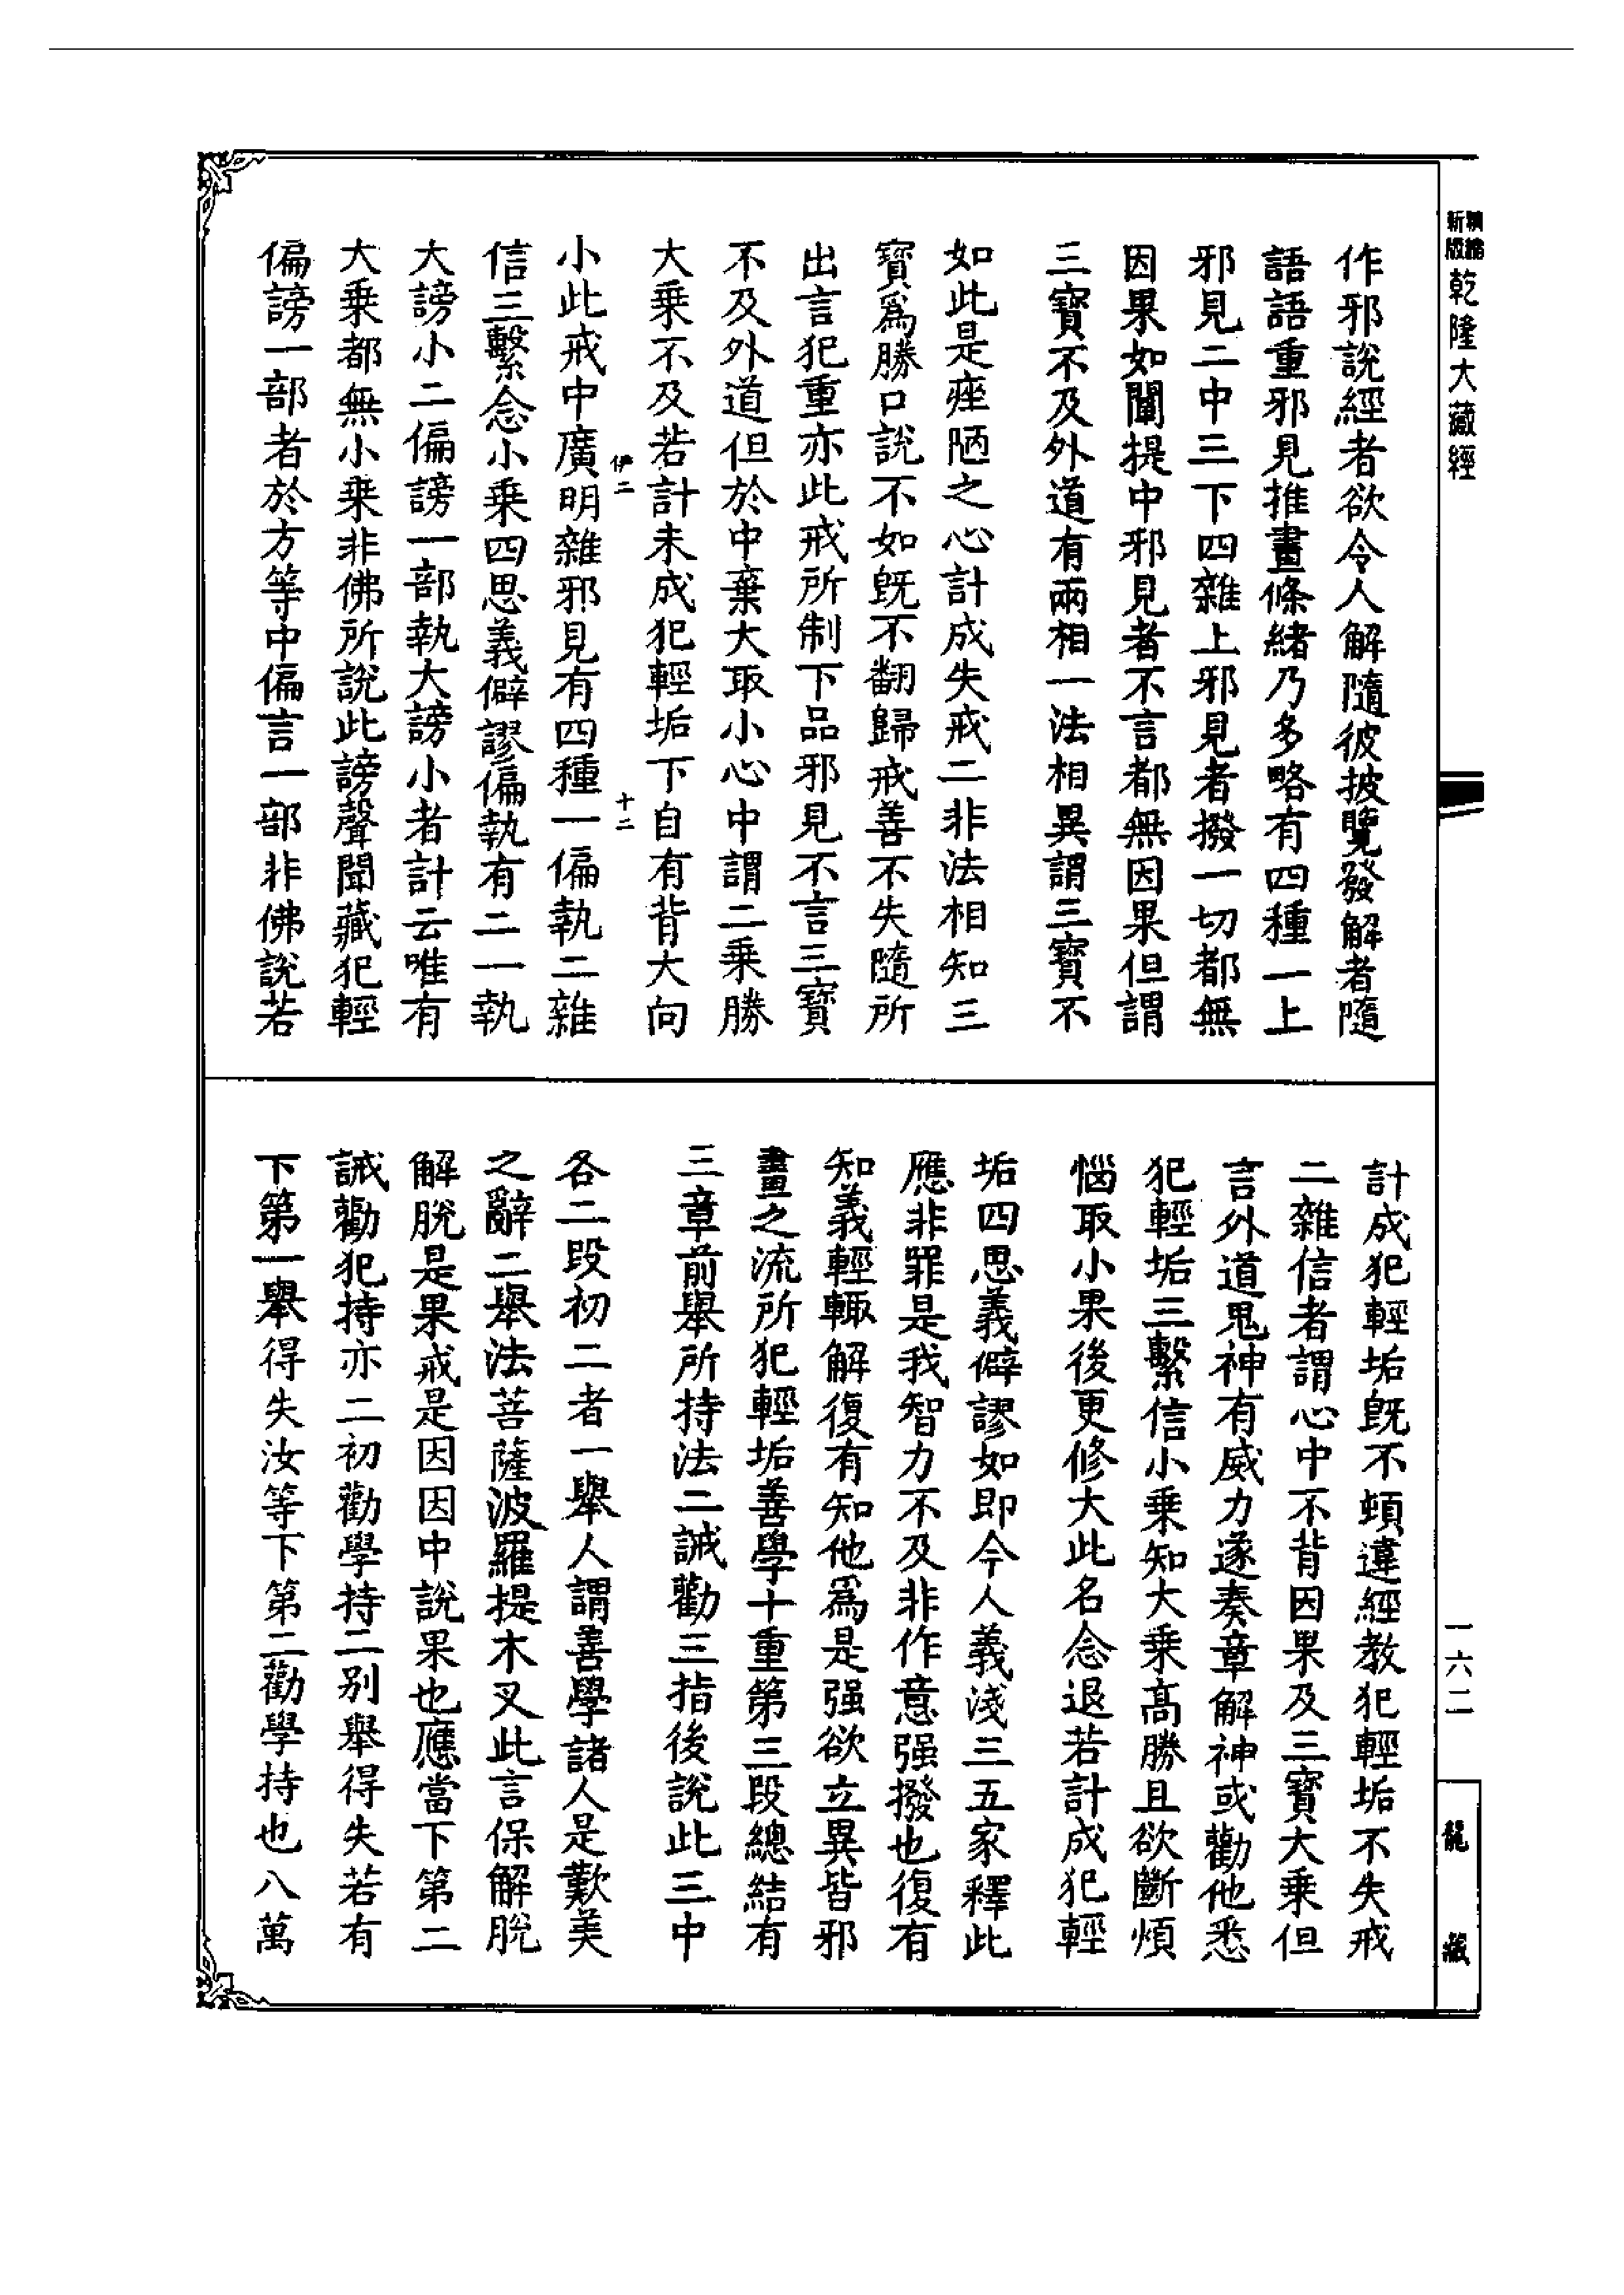 新版精縮乾隆大藏經
作邪說經者欲令人解隨彼披覽發解者隨
語語重邪見推畫條緒乃多略有四種一上
邪見二中三下四雜上邪見者撥一切都無
因果如闡提中邪見者不言都無因果但謂
三寶不及外道有兩相一法相異謂三寶不
如此是痤陋之心計成失戒二非法相知三
寶爲勝口說不如旣不翻歸戒善不失隨所
出言犯重亦此戒所制下品邪見不言三寶
不及外道但於中棄大取小心中謂二乘勝
大乘不及若計未成犯輕垢下自有背大向
伊二 十二
小此戒中廣明雜邪見有四種一偏執二雜
信三繫念小乘四思義僻謬偏執有二一執
大謗小二偏謗一部執大謗小者計云唯有
大乘都無小乘非佛所說此謗聲聞藏犯輕
偏謗一部者於方等中偏言一部非佛說若
一六二
龍藏
計成犯輕垢旣不頓違經教犯輕垢不失戒
二雜信者謂心中不背因果及三寶大乘但
言外道鬼神有威力遂奏章解神或勸他悉
犯輕垢三繫信小乘知大乘高勝且欲斷煩
惱取小果後更修大此名念退若計成犯輕
垢四思義僻謬如即今人義淺三五家釋此
應非罪是我智力不及非作意强撥也復有
知義輕輙解復有知他爲是强欲立異皆邪
畫之流所犯輕垢善學十重第三段總結有
三章前舉所持法二誡勸三指後說此三中
各二段初二者一舉人謂善學諸人是歎美
之辭二舉法菩薩波羅提木叉此言保解脫
解脫是果戒是因因中說果也應當下第二
誡勸犯持亦二初勸學持二别舉得失若有
下第一舉得失汝等下第二勸學持也八萬